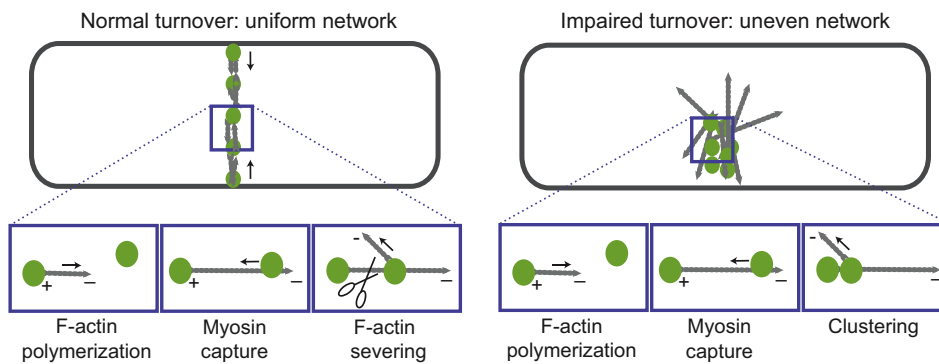 Normal turnover: uniform network
Impaired turnover: uneven network
+
−
+
−
-
−
F-actin
polymerization
Myosin
capture
F-actin
severing
+
−
+
−
-
−
F-actin
polymerization
Myosin
capture
Clustering